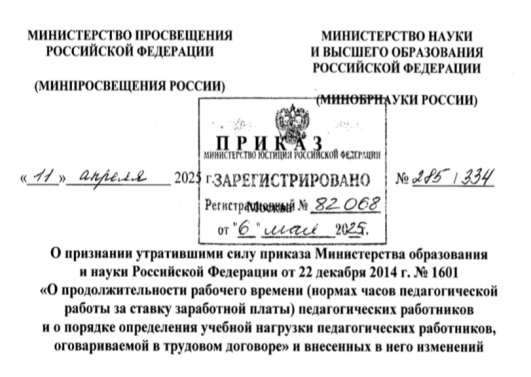 МИНИСТЕРСТВО ПРОСВЕЩЕНИЯ
РОССИЙСКОЙ ФЕДЕРАЦИИ
(МИНПРОСВЕЩЕНИЯ РОССИИ)
МИНИСТЕРСТВО НАУКИ
И ВЫСШЕГО ОБРАЗОВАНИЯ
РОССИЙСКОЙ ФЕДЕРАЦИИ
(МИНОБРНАУКИ РОССИИ)
ПРИКАЗ
МИНИСТЕРСТВО ЮСТИЦИИ РОССИЙСКОЙ ФЕДЕРАЦИИ
ЗАРЕГИСТРИРОВАНО
« 11 » апреля 2025 г.
№ 285 / 334
Регистрационный № 82068
Москва
от "6" мая 2025.
О признании утратившими силу приказа Министерства образования
и науки Российской Федерации от 22 декабря 2014 г. № 1601
«О продолжительности рабочего времени (нормах часов педагогической
работы за ставку заработной платы) педагогических работников
и о порядке определения учебной нагрузки педагогических работников,
оговариваемой в трудовом договоре» и внесенных в него изменений